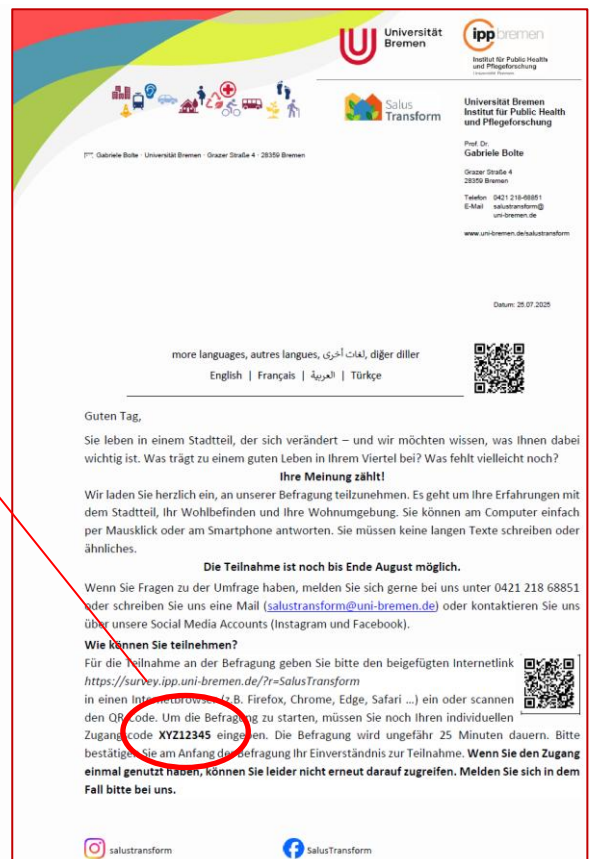 Universität
Bremen
ipp bremen
Institut für Public Health
und Pflegeforschung
Universität Bremen
Salus
Transform
Universität Bremen
Institut für Public Health
und Pflegeforschung
Prof. Dr.
Gabriele Bolte
Grazer Straße 4
28359 Bremen
Telefon 0421 218-68851
E-Mail salustransform@
uni-bremen.de
www.uni-bremen.de/salustransform
Gabriele Bolte · Universität Bremen · Grazer Straße 4 · 28359 Bremen
Datum: 25.07.2025
more languages, autres langues, لغات أخرى, diğer diller
English | Français | العربية | Türkçe
Guten Tag,
Sie leben in einem Stadtteil, der sich verändert – und wir möchten wissen, was Ihnen dabei
wichtig ist. Was trägt zu einem guten Leben in Ihrem Viertel bei? Was fehlt vielleicht noch?
Ihre Meinung zählt!
Wir laden Sie herzlich ein, an unserer Befragung teilzunehmen. Es geht um Ihre Erfahrungen mit
dem Stadtteil, Ihr Wohlbefinden und Ihre Wohnumgebung. Sie können am Computer einfach
per Mausklick oder am Smartphone antworten. Sie müssen keine langen Texte schreiben oder
ähnliches.
Die Teilnahme ist noch bis Ende August möglich.
Wenn Sie Fragen zu der Umfrage haben, melden Sie sich gerne bei uns unter 0421 218 68851
oder schreiben Sie uns eine Mail (salustransform@uni-bremen.de) oder kontaktieren Sie uns
über unsere Social Media Accounts (Instagram und Facebook).
Wie können Sie teilnehmen?
Für die Teilnahme an der Befragung geben Sie bitte den beigefügten Internetlink
https://survey.ipp.uni-bremen.de/?r=SalusTransform
in einen Internetbrowser (z.B. Firefox, Chrome, Edge, Safari ...) ein oder scannen
den QR-Code. Um die Befragung zu starten, müssen Sie noch Ihren individuellen
Zugangscode XYZ12345 eingeben. Die Befragung wird ungefähr 25 Minuten dauern. Bitte
bestätigen Sie am Anfang der Befragung Ihr Einverständnis zur Teilnahme. Wenn Sie den Zugang
einmal genutzt haben, können Sie leider nicht erneut darauf zugreifen. Melden Sie sich in dem
Fall bitte bei uns.
salustransform
SalusTransform